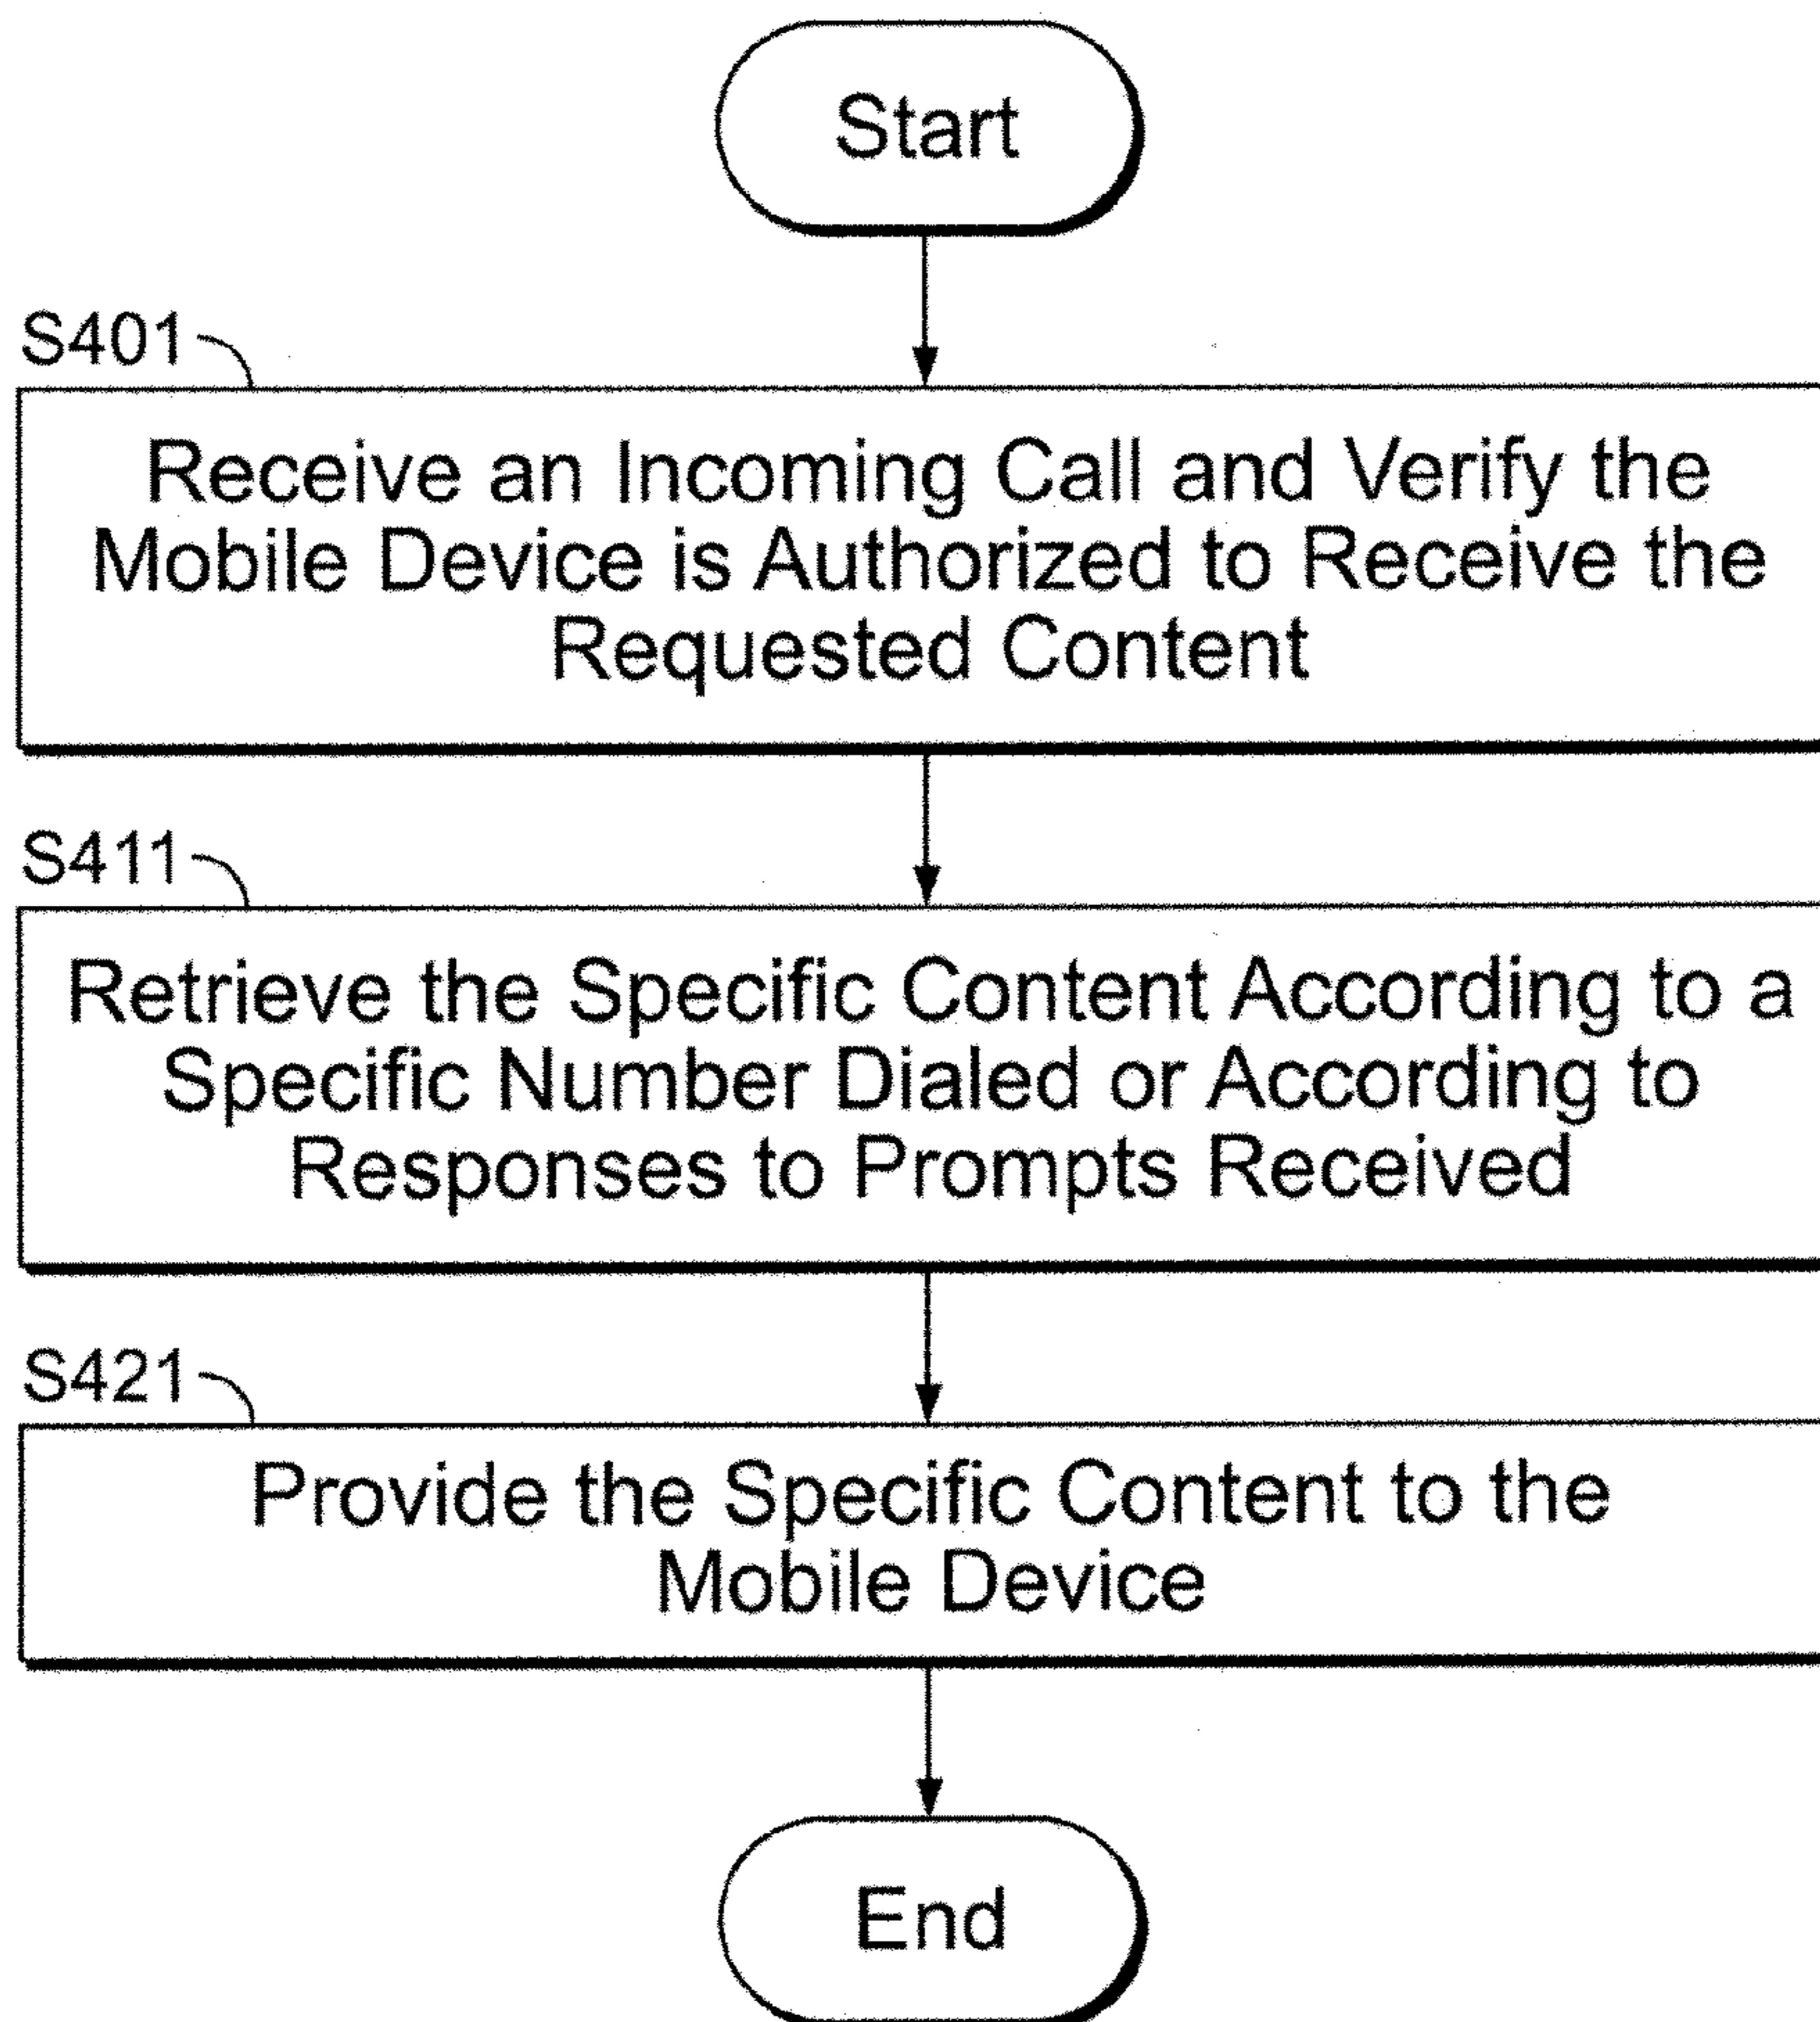 Start
S401
Receive an Incoming Call and Verify the
Mobile Device is Authorized to Receive the
Requested Content
S411
Retrieve the Specific Content According to a
Specific Number Dialed or According to
Responses to Prompts Received
S421
Provide the Specific Content to the
Mobile Device
End